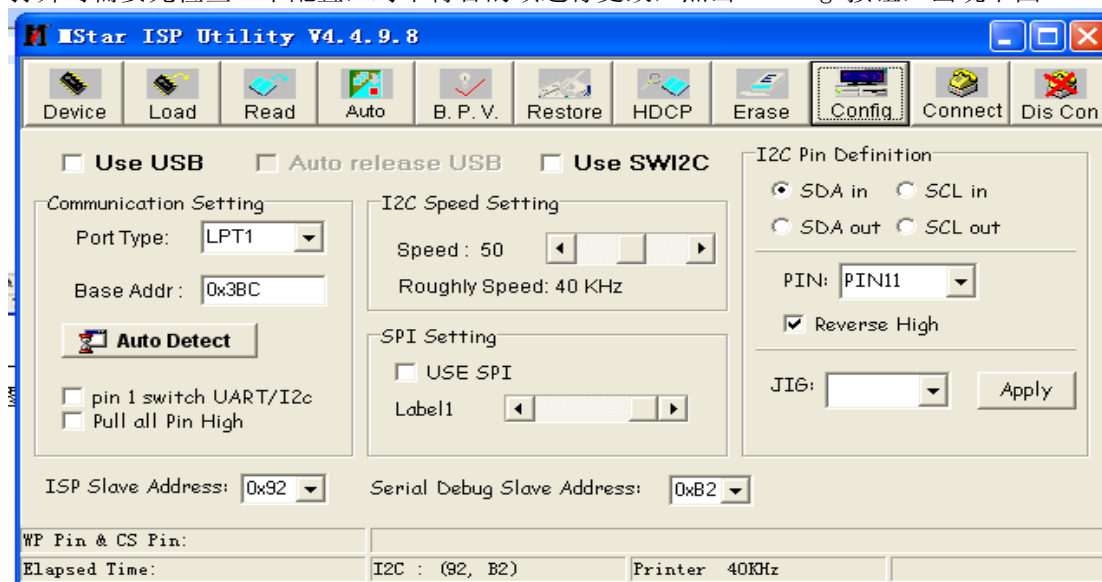 MStar ISP Utility V4.4.9.8
Device Load Read Auto B.P.V. Restore HDCP Erase Config Connect Dis Con
Use USB Auto release USB Use SWI2C
Communication Setting
Port Type: LPT1
Base Addr : 0x3BC
Auto Detect
pin 1 switch UART/I2c
Pull all Pin High
I2C Speed Setting
Speed : 50
Roughly Speed: 40 KHz
SPI Setting
USE SPI
Label1
I2C Pin Definition
SDA in SCL in
SDA out SCL out
PIN: PIN11
Reverse High
JIG: Apply
ISP Slave Address: 0x92 Serial Debug Slave Address: 0xB2
WP Pin & CS Pin:
Elapsed Time: I2C : (92, B2) Printer 40KHz